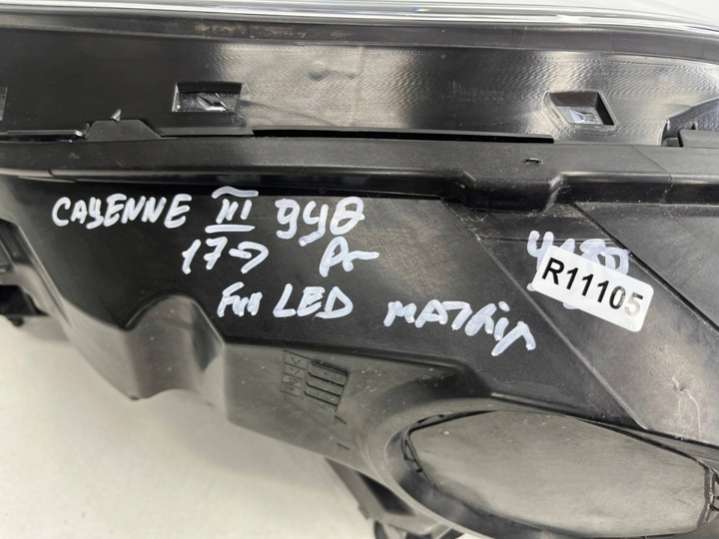 CAYENNE III 9Y0
17->
Full LED MATRix
R11105